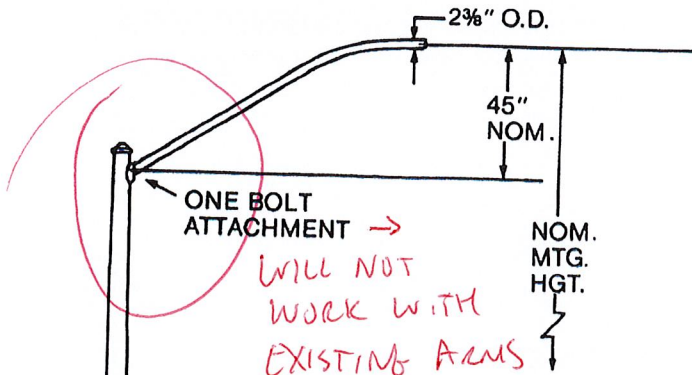 2⅜" O.D.
45"
NOM.
ONE BOLT
ATTACHMENT →
NOM.
MTG.
HGT.
WILL NOT
WORK WITH
EXISTING ARMS